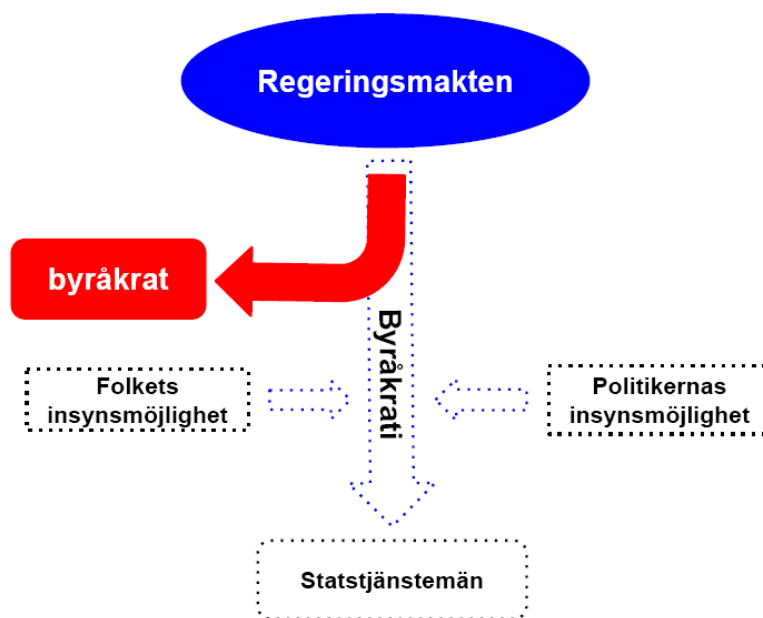 Regeringsmakten
byråkrat
Byråkrati
Folkets
insynsmöjlighet
Politikernas
insynsmöjlighet
Statstjänstemän